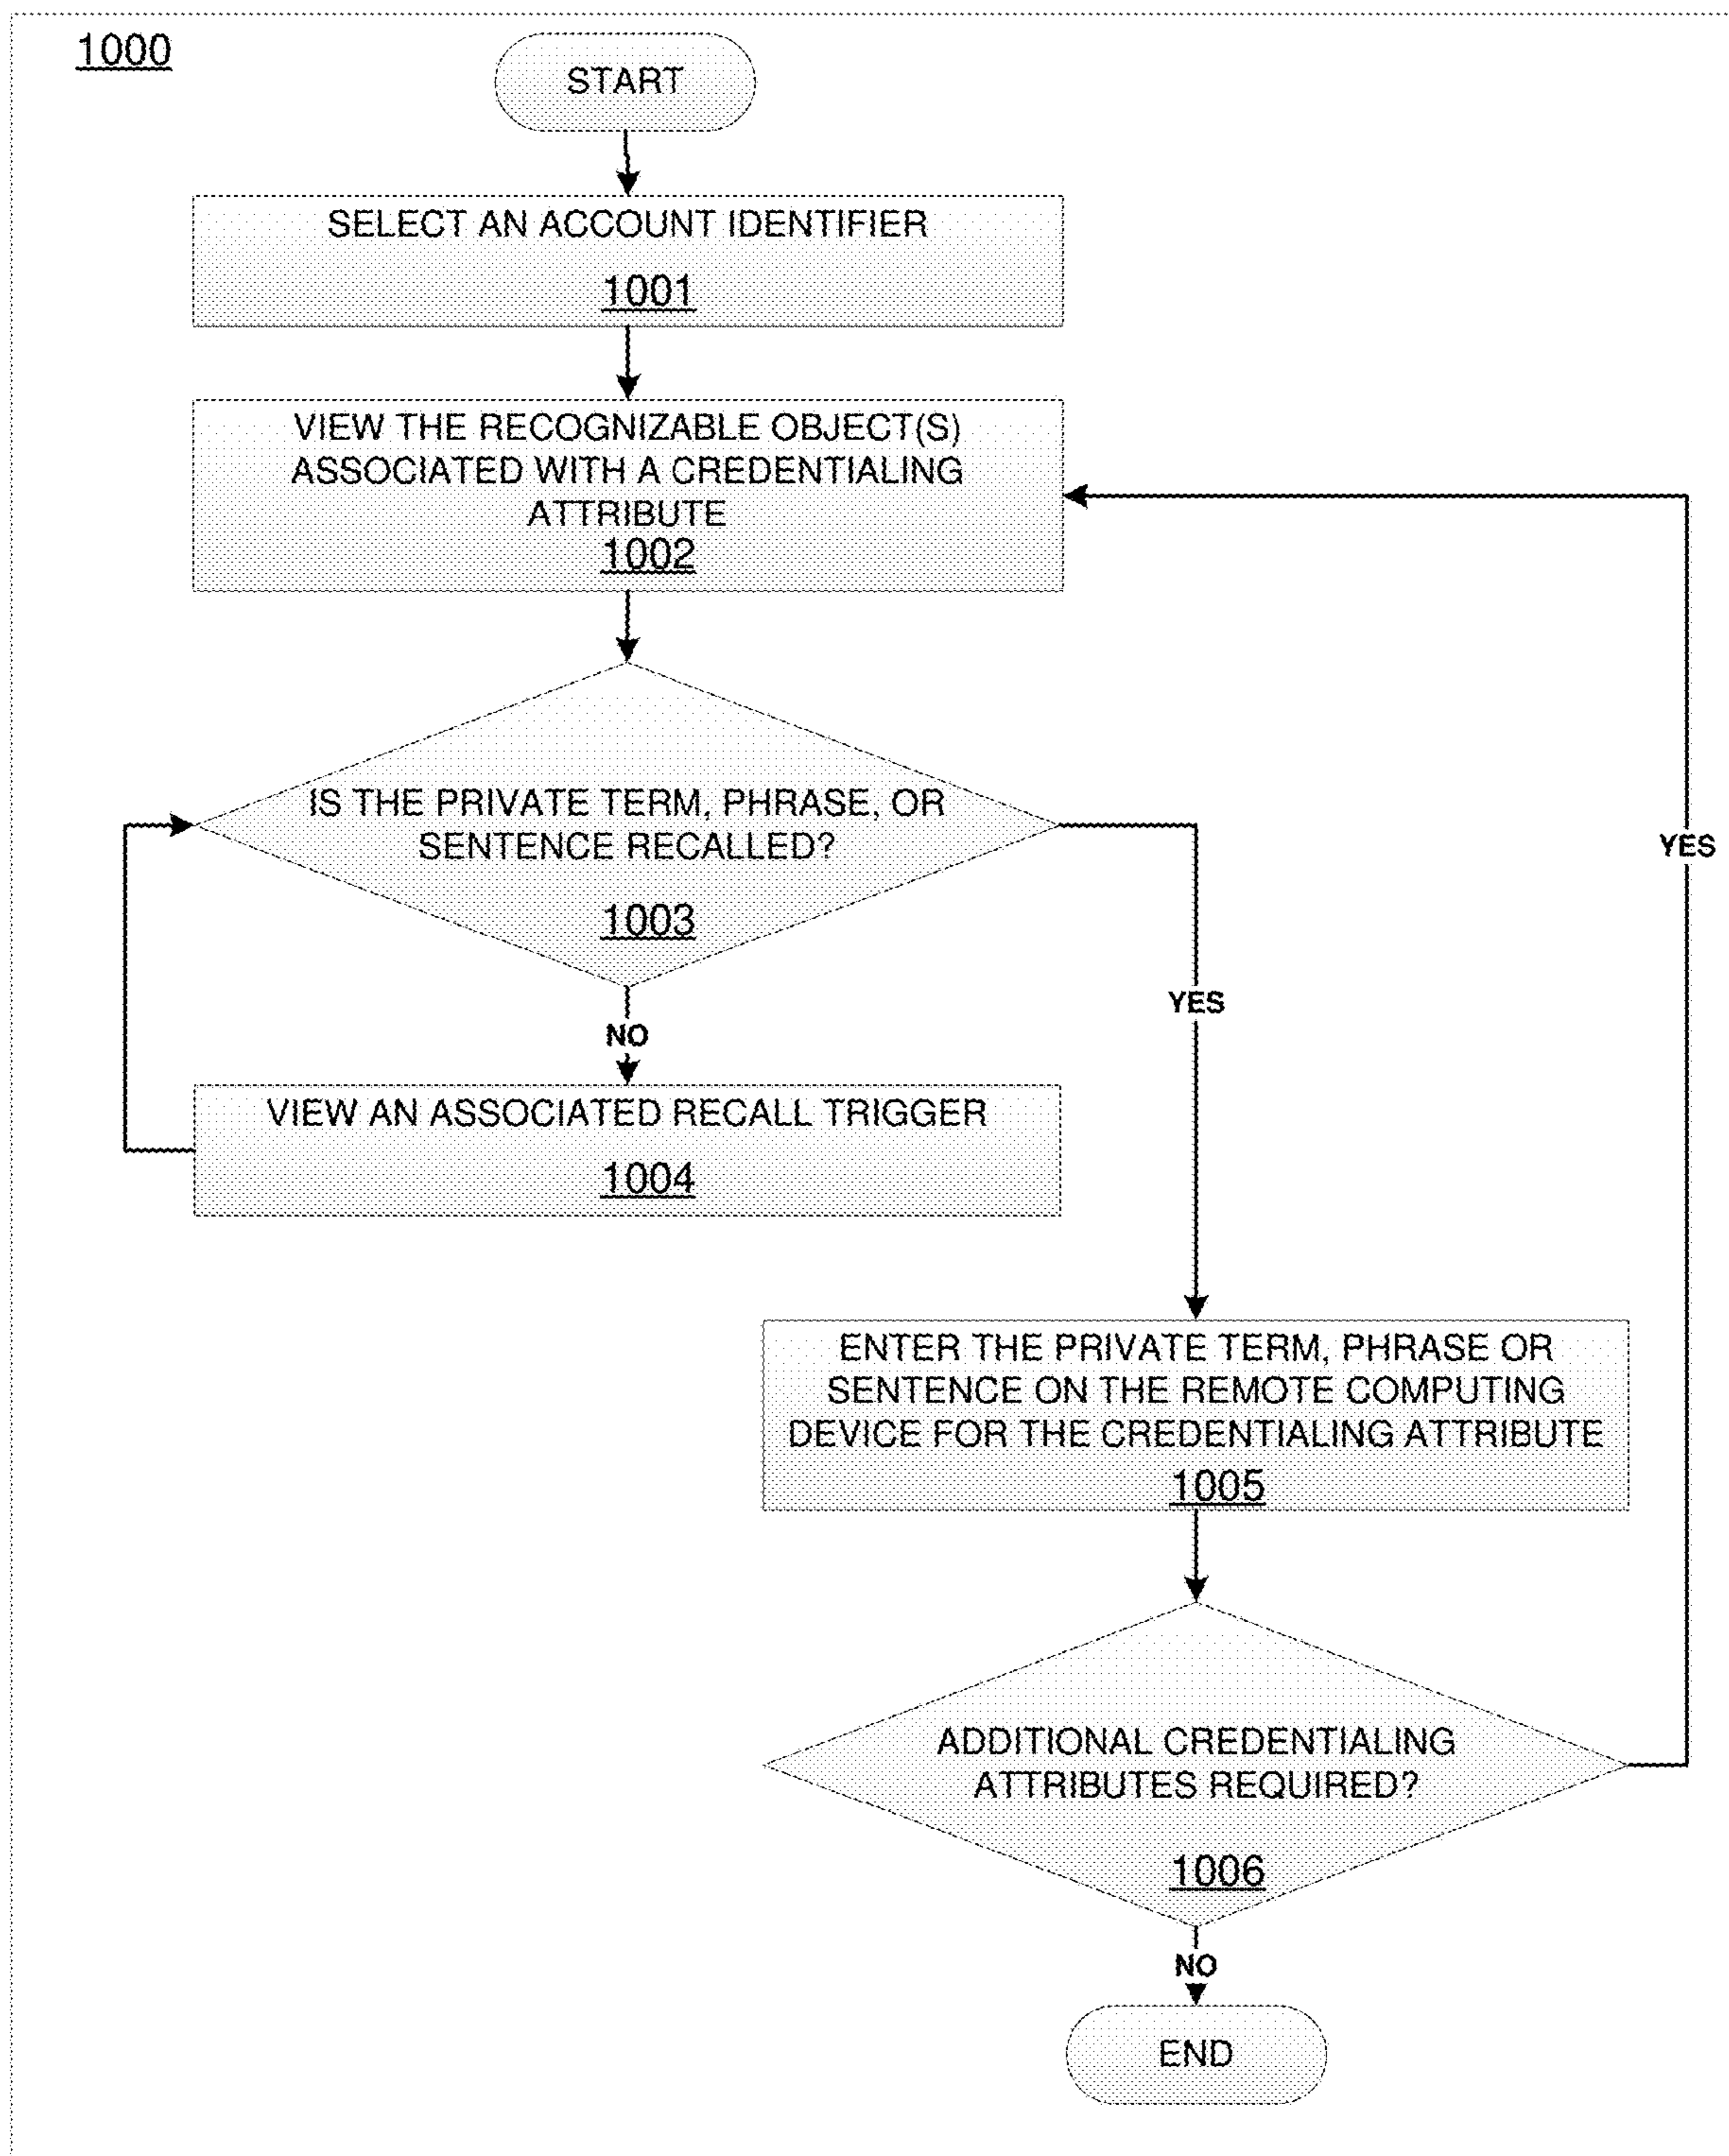 1000
START
SELECT AN ACCOUNT IDENTIFIER
1001
VIEW THE RECOGNIZABLE OBJECT(S)
ASSOCIATED WITH A CREDENTIALING
ATTRIBUTE
1002
IS THE PRIVATE TERM, PHRASE, OR
SENTENCE RECALLED?
1003
YES
YES
NO
VIEW AN ASSOCIATED RECALL TRIGGER
1004
ENTER THE PRIVATE TERM, PHRASE OR
SENTENCE ON THE REMOTE COMPUTING
DEVICE FOR THE CREDENTIALING ATTRIBUTE
1005
ADDITIONAL CREDENTIALING
ATTRIBUTES REQUIRED?
1006
NO
END